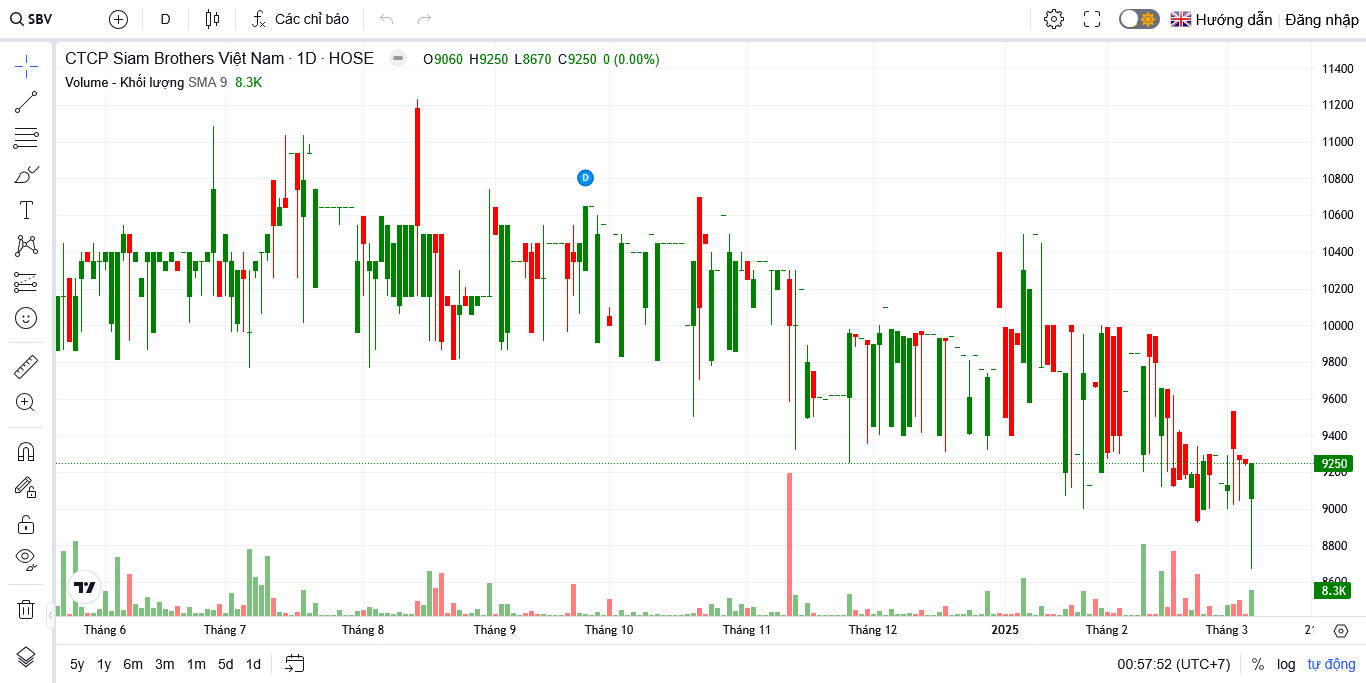 SBV D Các chỉ báo Hướng dẫn Đăng nhập
CTCP Siam Brothers Việt Nam · 1D · HOSE O9060 H9250 L8670 C9250 0 (0.00%)
Volume - Khối lượng SMA 9 8.3K
D
11400
11200
11000
10800
10600
10400
10200
10000
9800
9600
9400
9250
9200
9000
8800
8600
8.3K
Tháng 6 Tháng 7 Tháng 8 Tháng 9 Tháng 10 Tháng 11 Tháng 12 2025 Tháng 2 Tháng 3 21
5y 1y 6m 3m 1m 5d 1d 00:57:52 (UTC+7) % log tự động